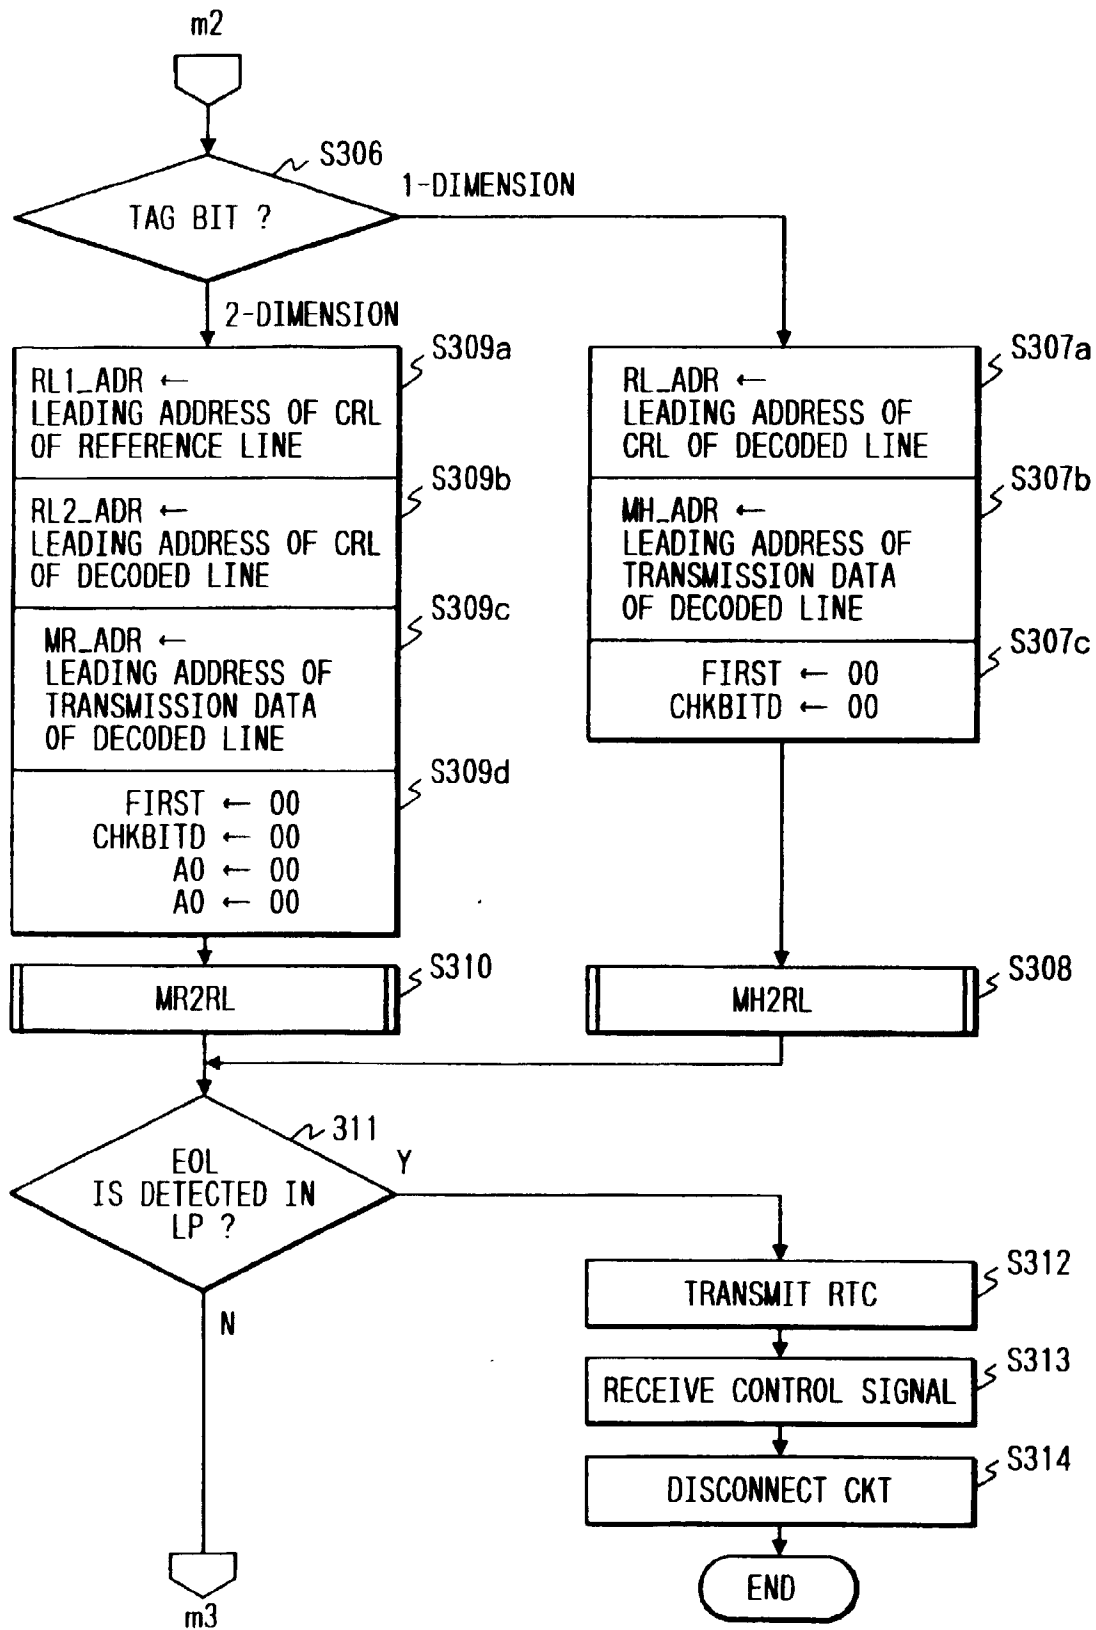 m2
S306
1-DIMENSION
TAG BIT ?
2-DIMENSION
S309a
RL1_ADR ←
LEADING ADDRESS OF CRL
OF REFERENCE LINE
S309b
RL2_ADR ←
LEADING ADDRESS OF CRL
OF DECODED LINE
S309c
MR_ADR ←
LEADING ADDRESS OF
TRANSMISSION DATA
OF DECODED LINE
S309d
FIRST ← 00
CHKBITD ← 00
A0 ← 00
A0 ← 00
S310
MR2RL
S307a
RL_ADR ←
LEADING ADDRESS OF
CRL OF DECODED LINE
S307b
MH_ADR ←
LEADING ADDRESS OF
TRANSMISSION DATA
OF DECODED LINE
S307c
FIRST ← 00
CHKBITD ← 00
S308
MH2RL
311
EOL
IS DETECTED IN
LP ?
Y
N
S312
TRANSMIT RTC
S313
RECEIVE CONTROL SIGNAL
S314
DISCONNECT CKT
END
m3